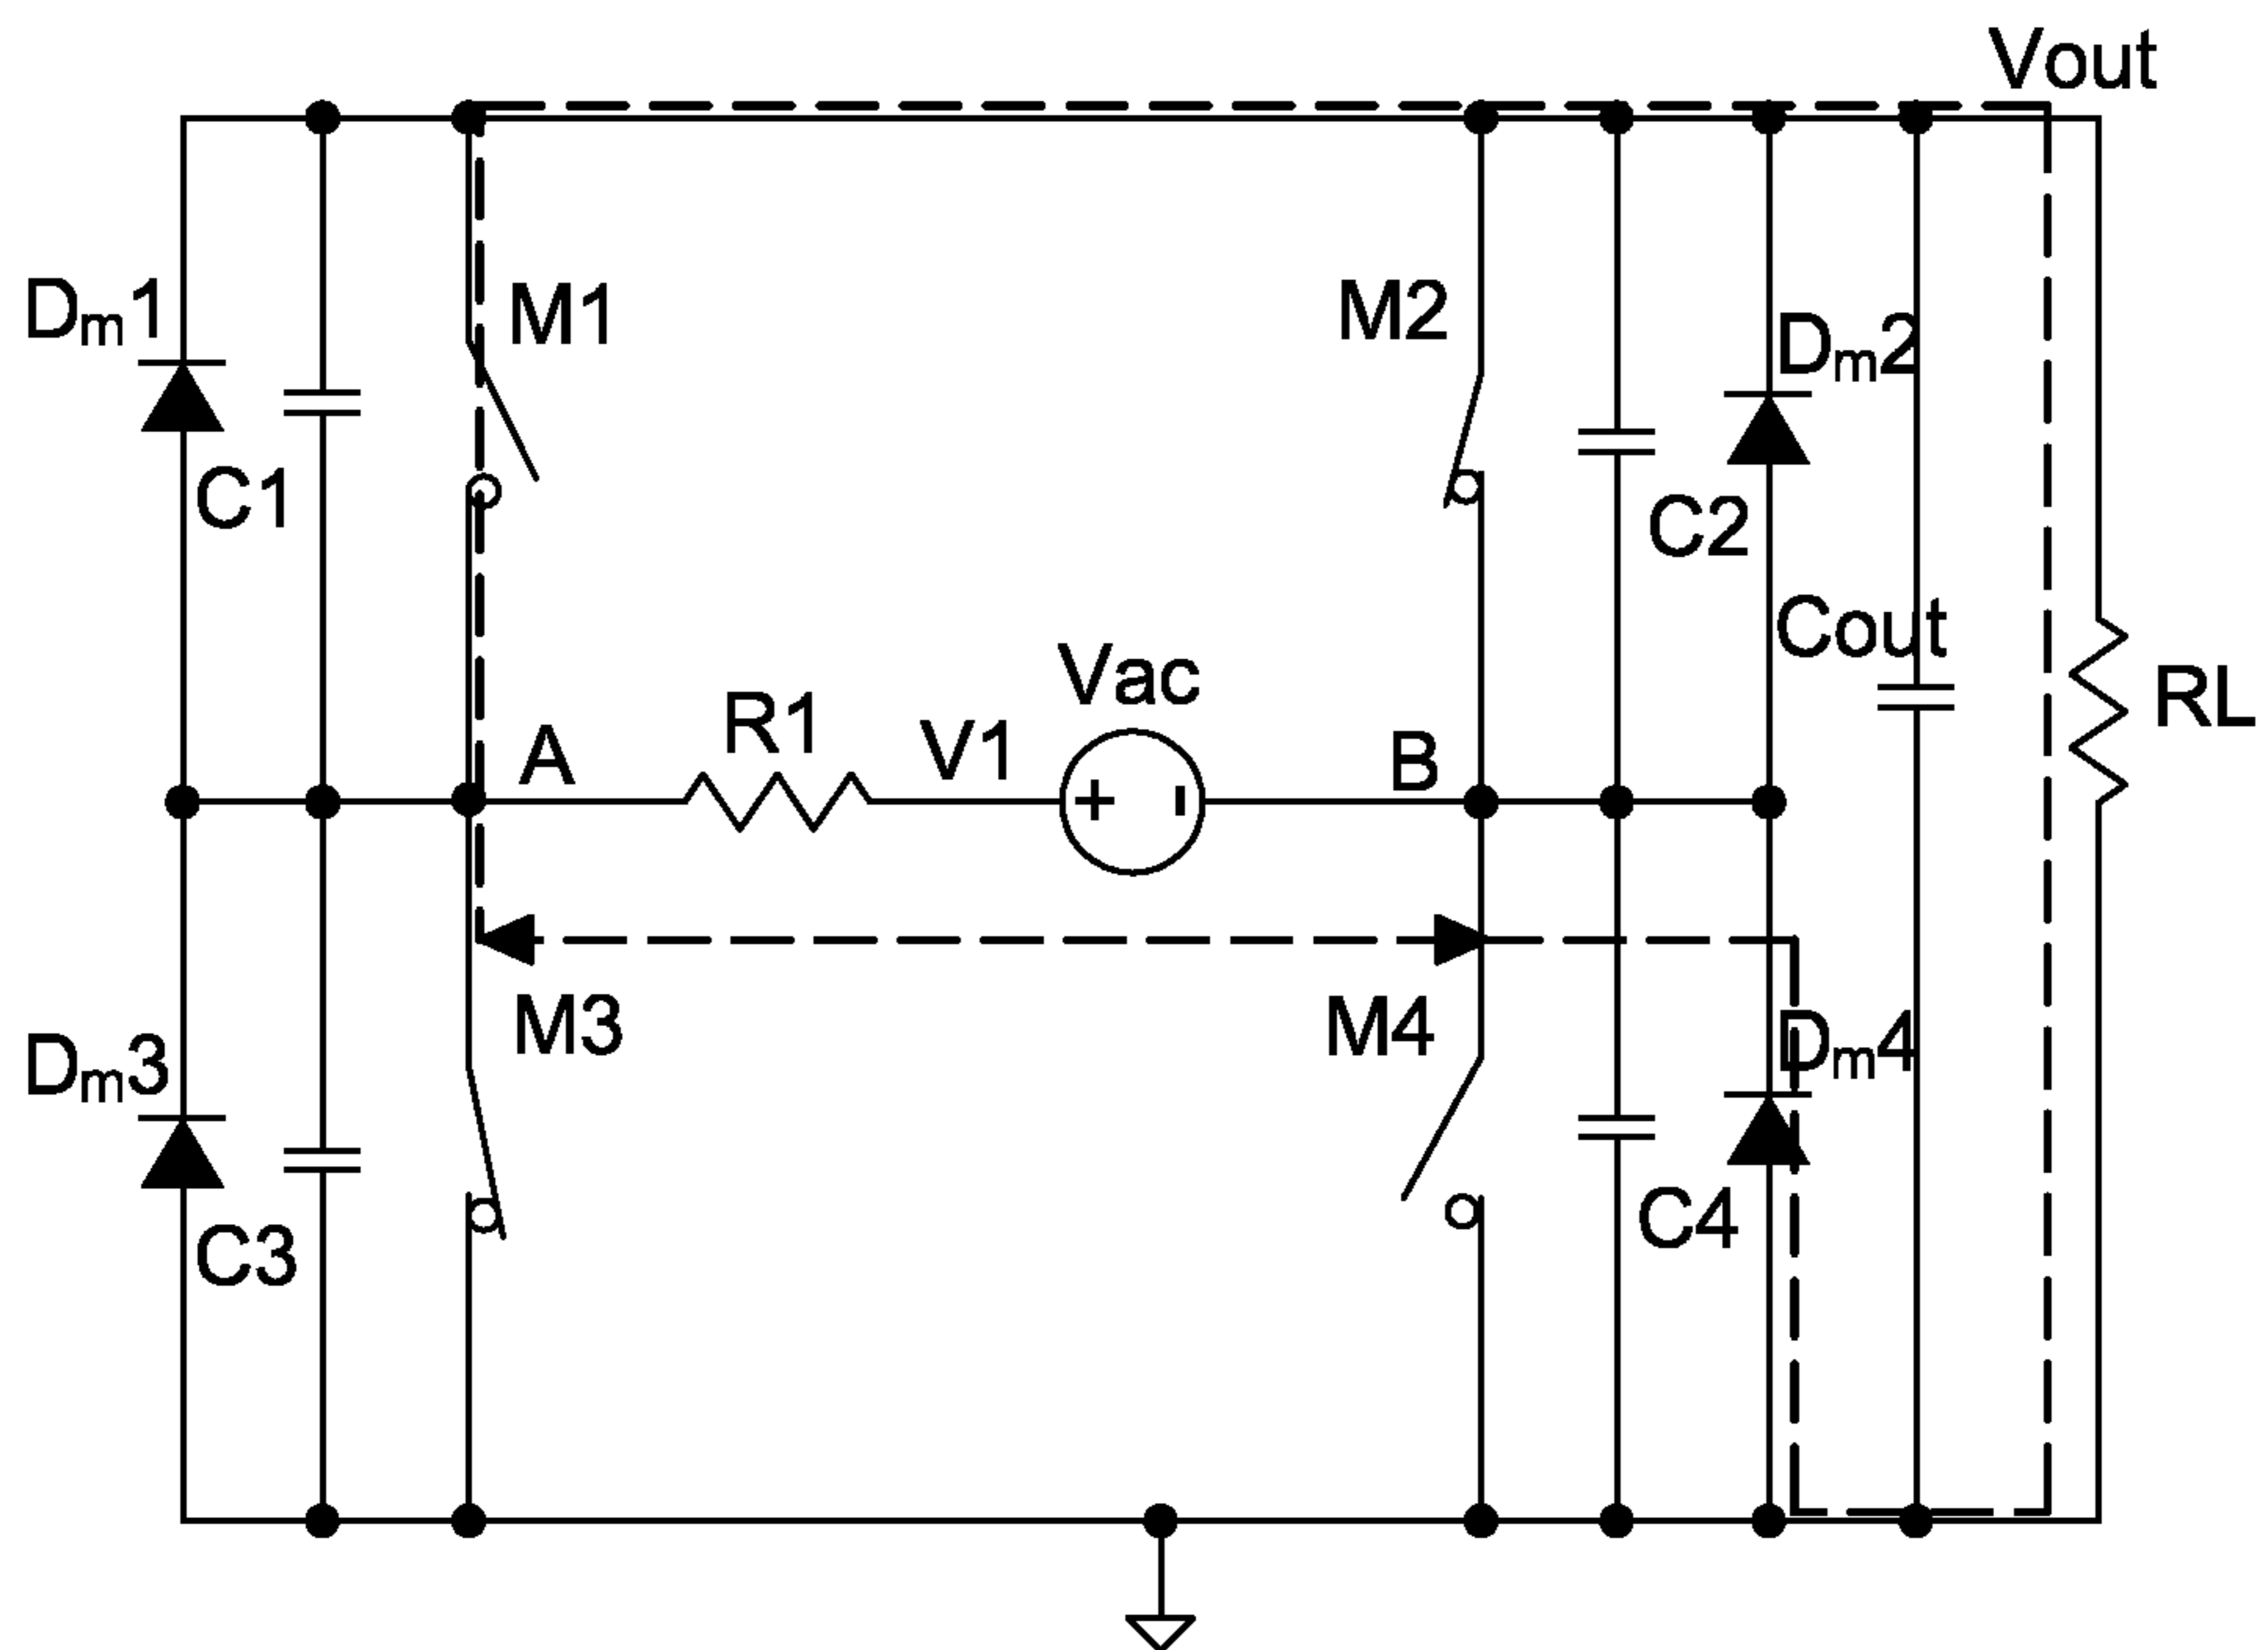 Vout
Dm1
M1
M2
Dm2
C1
C2
Cout
Vac
R1
V1
A
B
RL
Dm3
M3
M4
Dm4
C3
C4
+
-